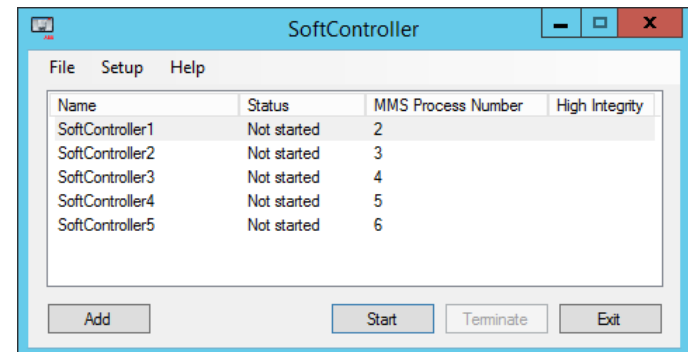 SoftController
File Setup Help
Name Status MMS Process Number High Integrity
SoftController1 Not started 2
SoftController2 Not started 3
SoftController3 Not started 4
SoftController4 Not started 5
SoftController5 Not started 6
Add Start Terminate Exit